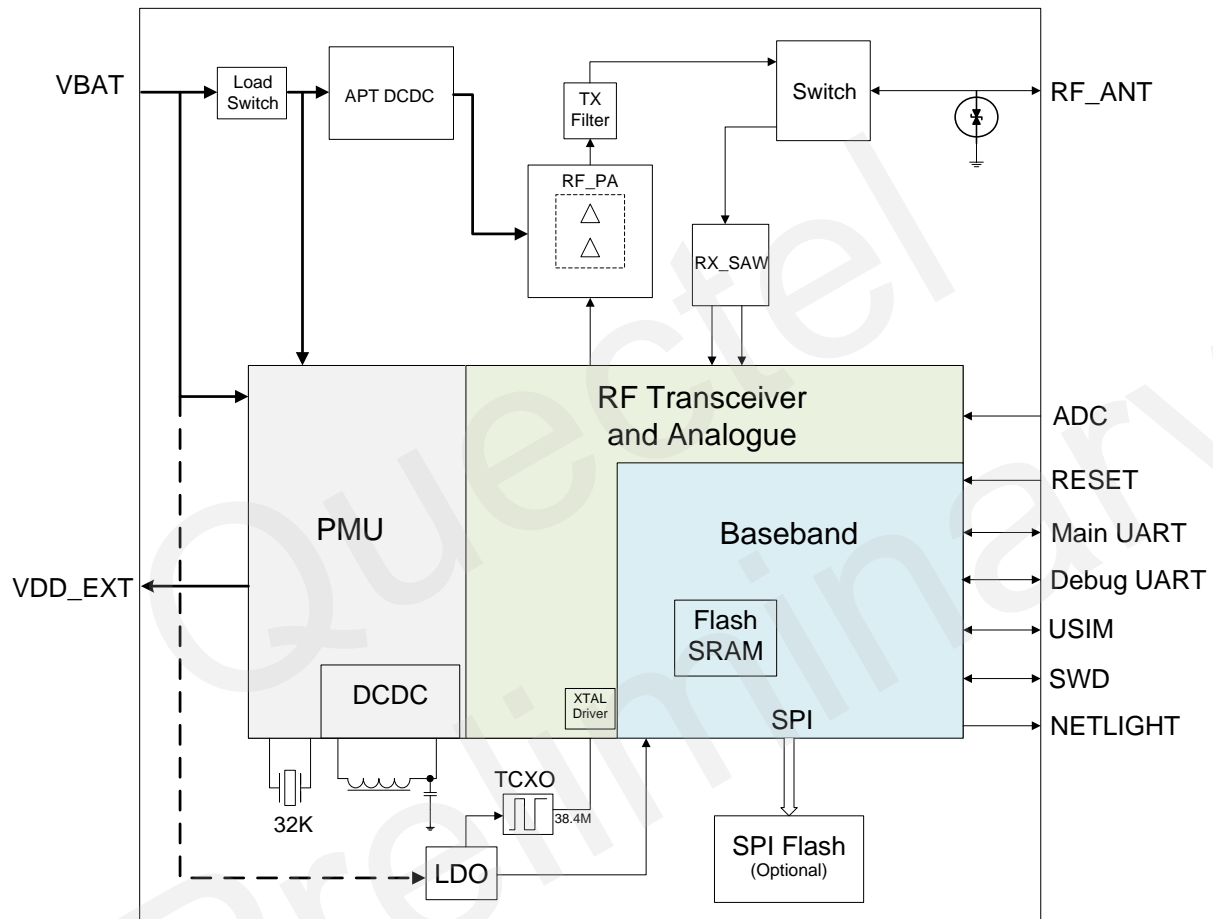 VBAT
Load
Switch
APT DCDC
TX
Filter
Switch
RF_ANT
RF_PA
RX_SAW
RF Transceiver
and Analogue
ADC
RESET
PMU
Baseband
Main UART
VDD_EXT
Debug UART
Flash
SRAM
USIM
DCDC
XTAL
Driver
SWD
SPI
NETLIGHT
TCXO
38.4M
32K
LDO
SPI Flash
(Optional)
Quectel
Preliminary